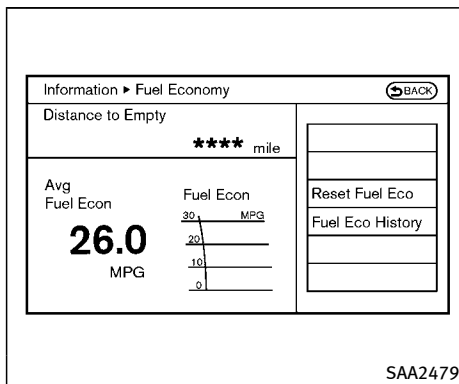 Information ▶ Fuel Economy
BACK
Distance to Empty
**** mile
Avg
Fuel Econ
26.0
MPG
Fuel Econ
30 MPG
20
10
0
Reset Fuel Eco
Fuel Eco History
SAA2479